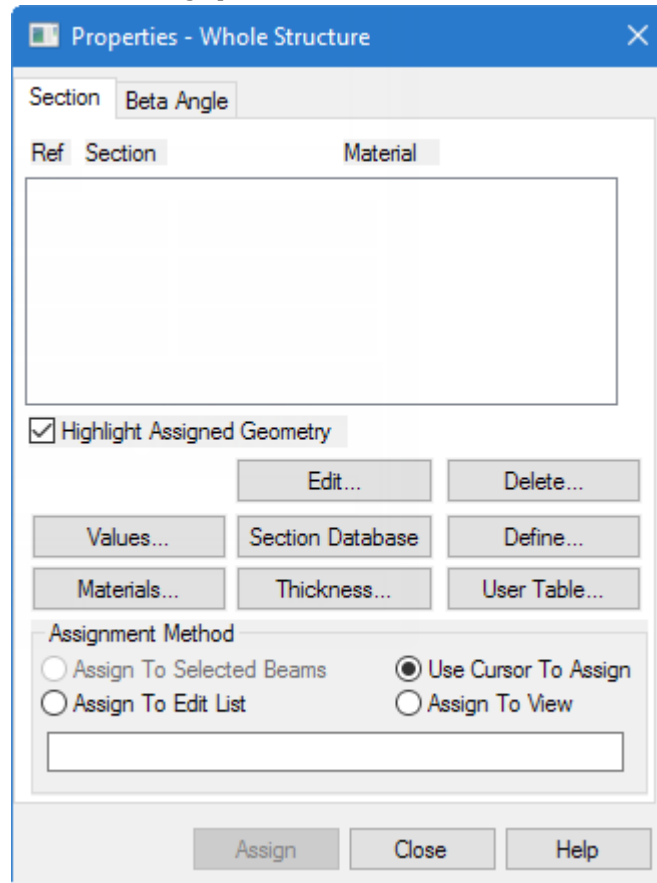 Properties - Whole Structure
Section Beta Angle
Ref Section Material
Highlight Assigned Geometry
Edit... Delete...
Values... Section Database Define...
Materials... Thickness... User Table...
Assignment Method
Assign To Selected Beams Use Cursor To Assign
Assign To Edit List Assign To View
Assign Close Help